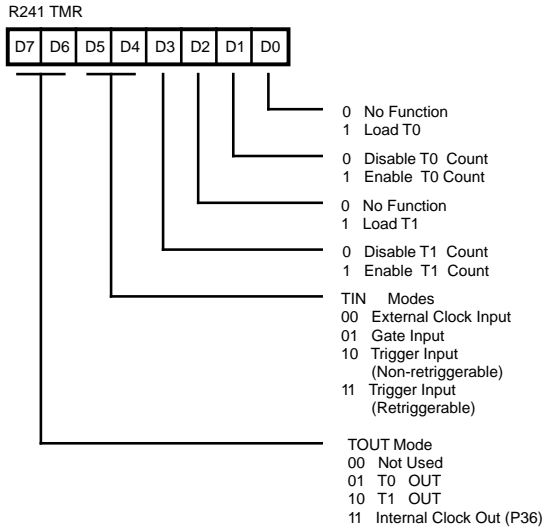 R241 TMR
D7 D6 D5 D4 D3 D2 D1 D0
0 No Function
1 Load T0
0 Disable T0 Count
1 Enable T0 Count
0 No Function
1 Load T1
0 Disable T1 Count
1 Enable T1 Count
TIN Modes
00 External Clock Input
01 Gate Input
10 Trigger Input
(Non-retriggerable)
11 Trigger Input
(Retriggerable)
TOUT Mode
00 Not Used
01 T0 OUT
10 T1 OUT
11 Internal Clock Out (P36)